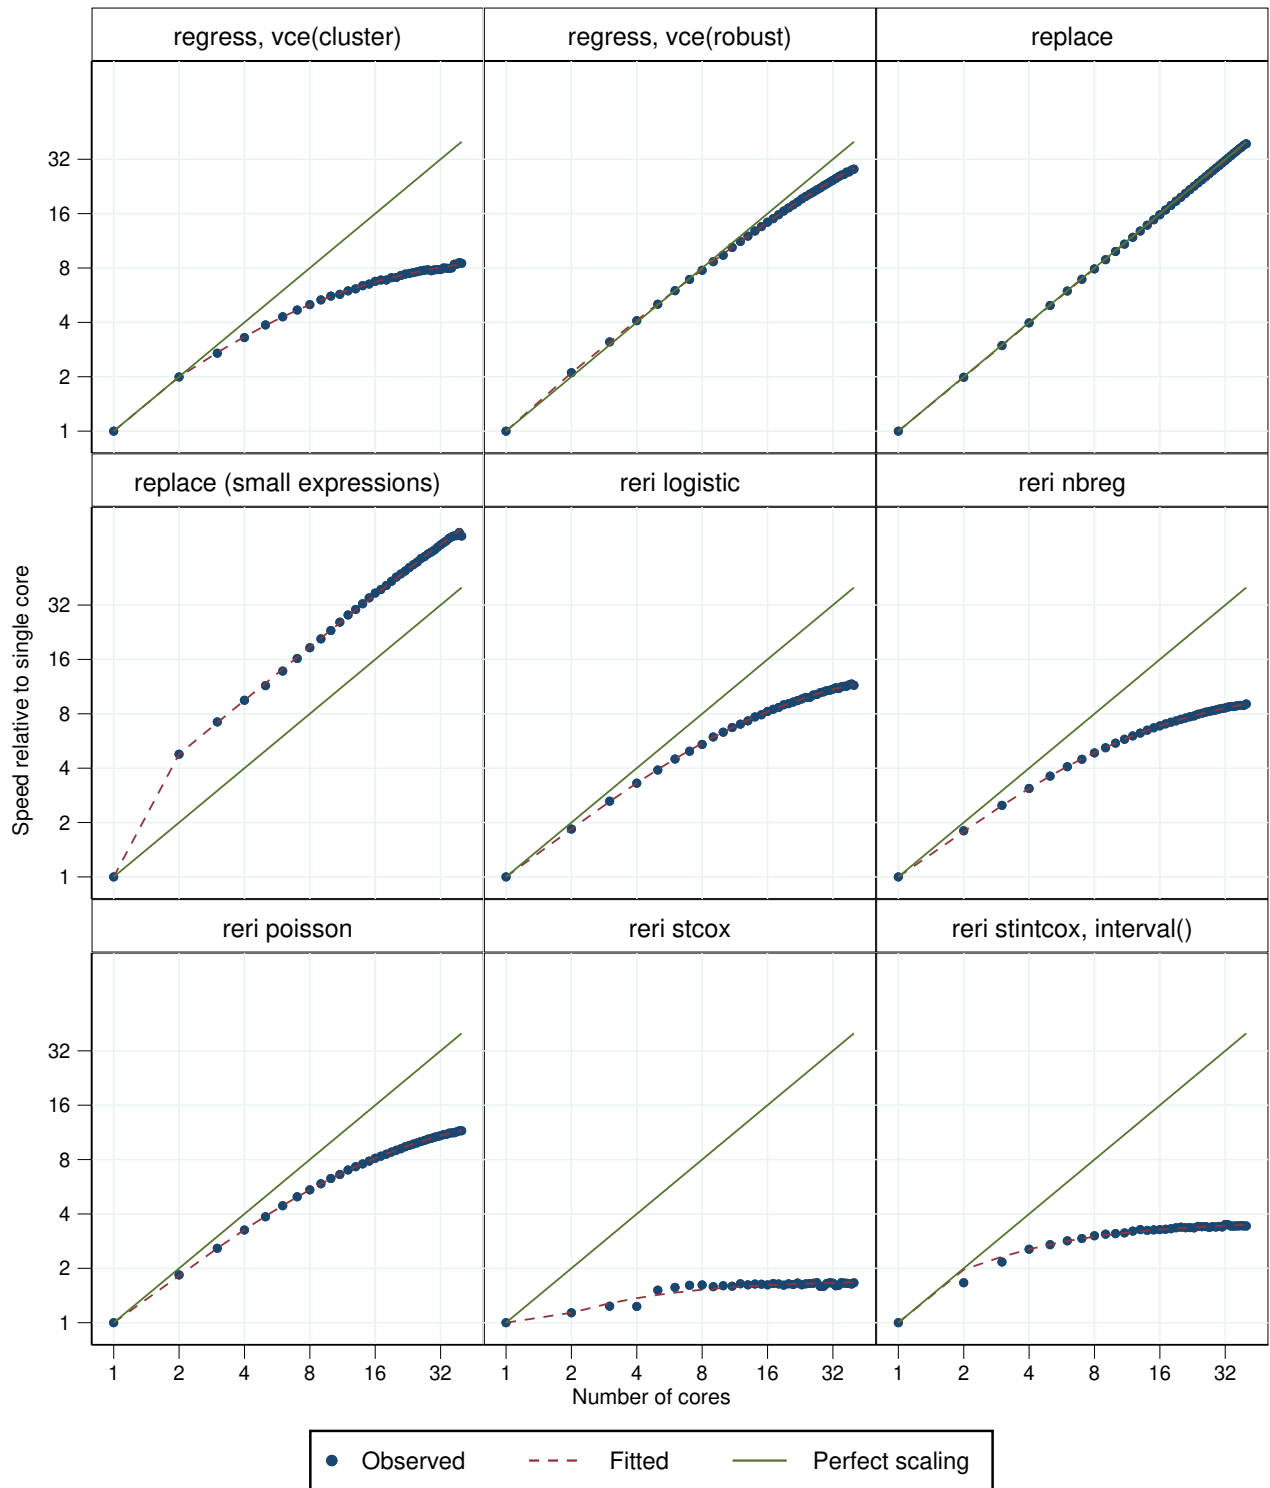 regress, vce(cluster)
regress, vce(robust)
replace
32
16
8
4
2
1
replace (small expressions)
reri logistic
reri nbreg
Speed relative to single core
32
16
8
4
2
1
reri poisson
reri stcox
reri stintcox, interval()
32
16
8
4
2
1
1 2 4 8 16 32
1 2 4 8 16 32
1 2 4 8 16 32
Number of cores
Observed
Fitted
Perfect scaling